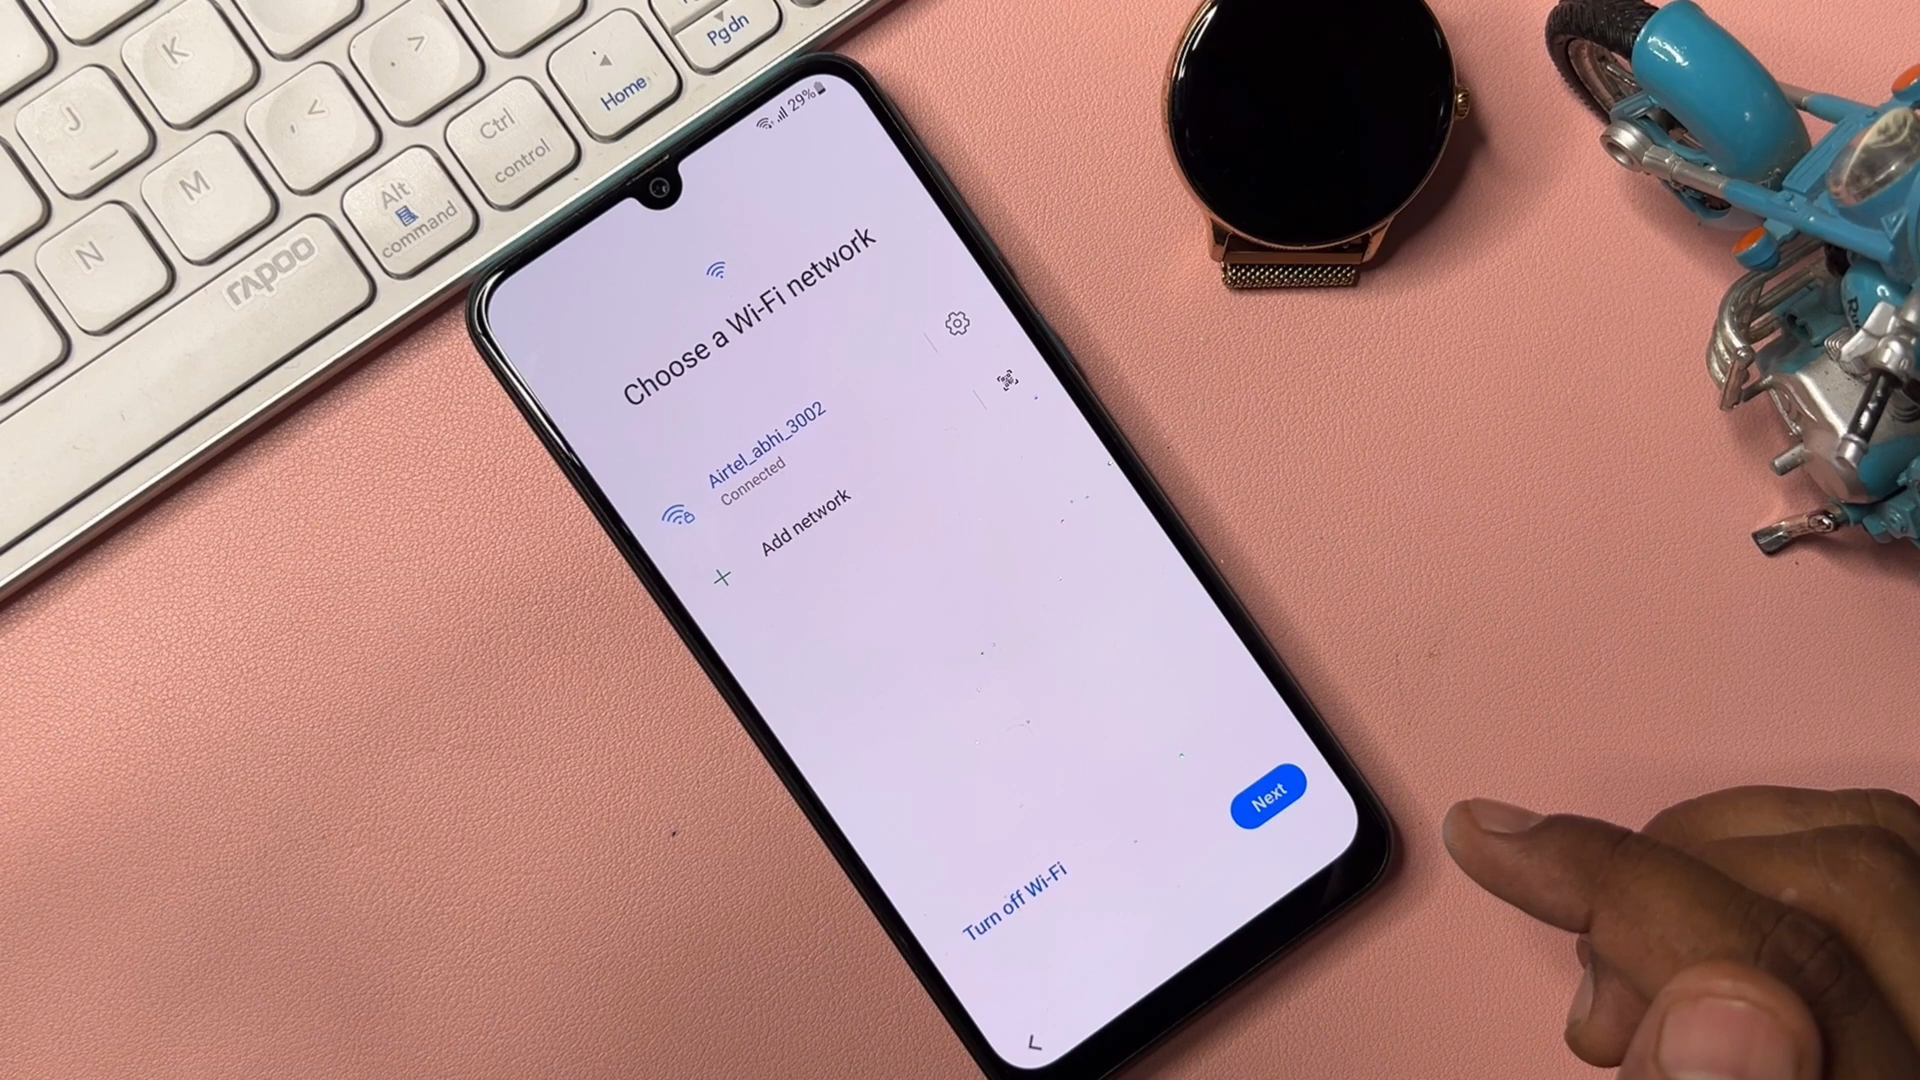 K
>
.
Home
Pgdn
J
<
,
Ctrl
control
M
Alt
command
N
rapoo
29%
Choose a Wi-Fi network
Airtel_abhi_3002
Connected
Add network
Next
Turn off Wi-Fi